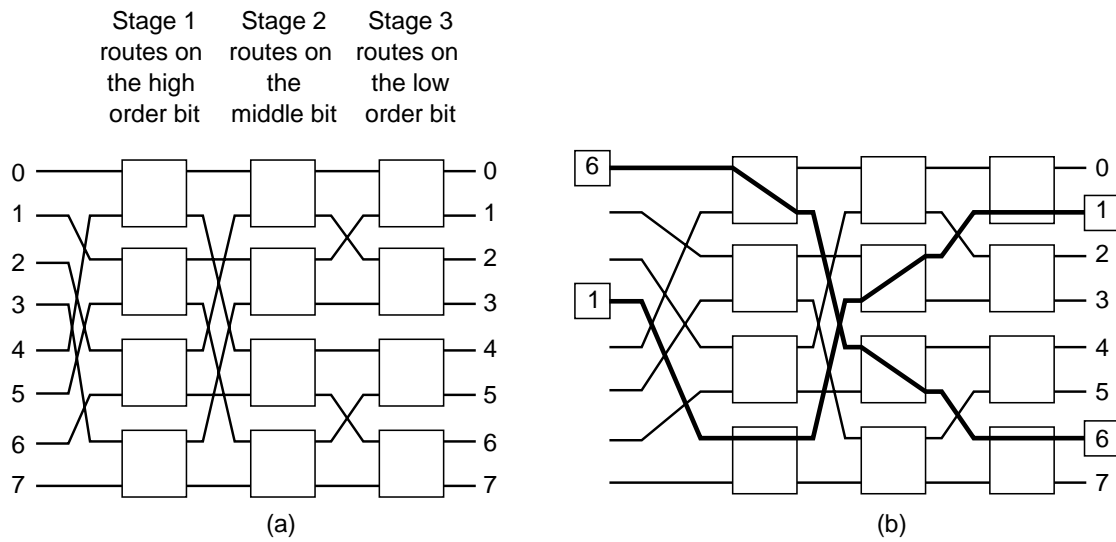 Stage 1
routes on
the high
order bit
Stage 2
routes on
the
middle bit
Stage 3
routes on
the low
order bit
0
1
2
3
4
5
6
7
0
1
2
3
4
5
6
7
(a)
6
1
0
1
2
3
4
5
6
7
(b)